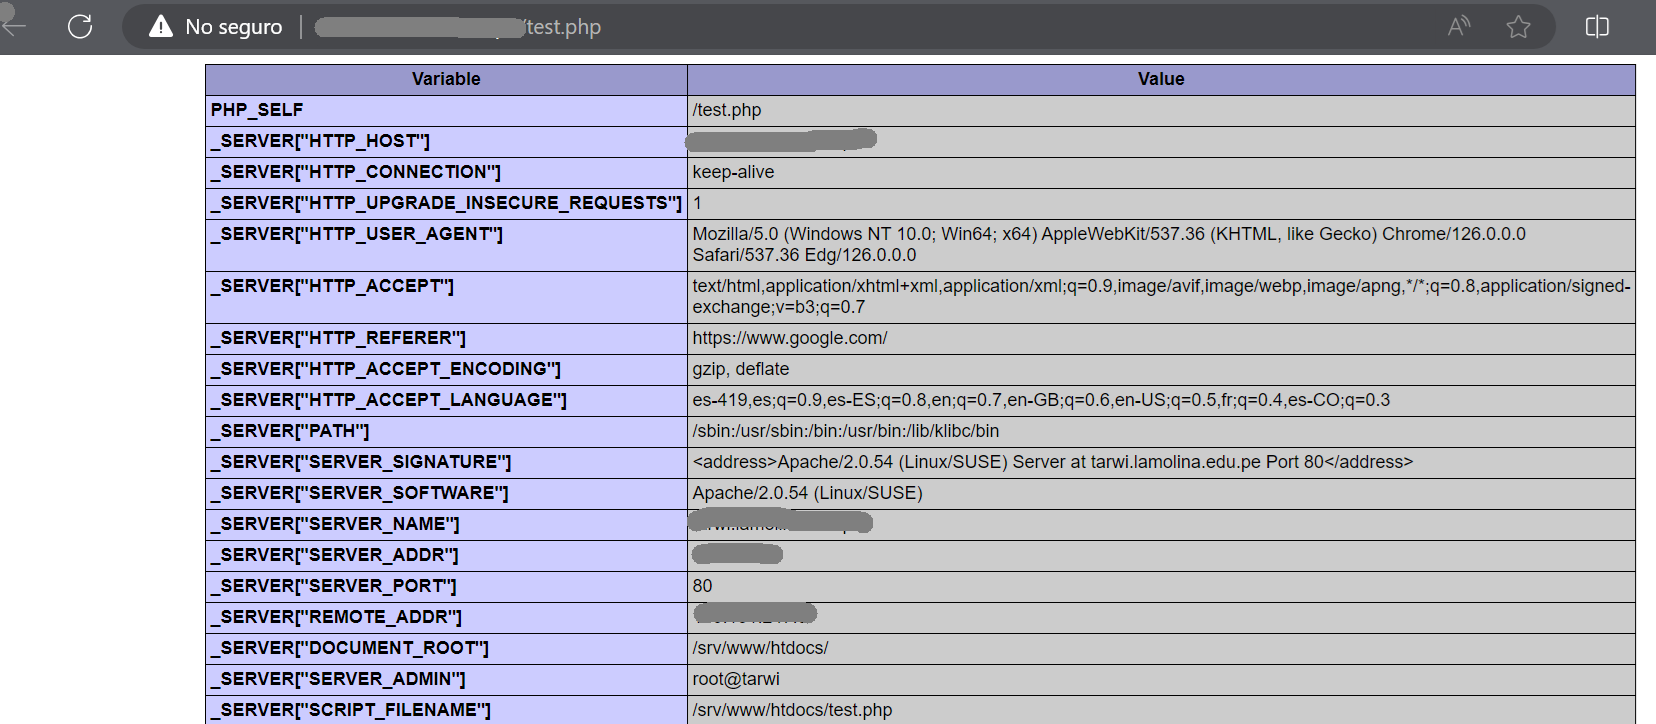 No seguro /test.php
Variable Value
PHP_SELF /test.php
_SERVER["HTTP_HOST"]
_SERVER["HTTP_CONNECTION"] keep-alive
_SERVER["HTTP_UPGRADE_INSECURE_REQUESTS"] 1
_SERVER["HTTP_USER_AGENT"] Mozilla/5.0 (Windows NT 10.0; Win64; x64) AppleWebKit/537.36 (KHTML, like Gecko) Chrome/126.0.0.0
Safari/537.36 Edg/126.0.0.0
_SERVER["HTTP_ACCEPT"] text/html,application/xhtml+xml,application/xml;q=0.9,image/avif,image/webp,image/apng,*/*;q=0.8,application/signed-
exchange;v=b3;q=0.7
_SERVER["HTTP_REFERER"] https://www.google.com/
_SERVER["HTTP_ACCEPT_ENCODING"] gzip, deflate
_SERVER["HTTP_ACCEPT_LANGUAGE"] es-419,es;q=0.9,es-ES;q=0.8,en;q=0.7,en-GB;q=0.6,en-US;q=0.5,fr;q=0.4,es-CO;q=0.3
_SERVER["PATH"] /sbin:/usr/sbin:/bin:/usr/bin:/lib/klibc/bin
_SERVER["SERVER_SIGNATURE"] <address>Apache/2.0.54 (Linux/SUSE) Server at tarwi.lamolina.edu.pe Port 80</address>
_SERVER["SERVER_SOFTWARE"] Apache/2.0.54 (Linux/SUSE)
_SERVER["SERVER_NAME"]
_SERVER["SERVER_ADDR"]
_SERVER["SERVER_PORT"] 80
_SERVER["REMOTE_ADDR"]
_SERVER["DOCUMENT_ROOT"] /srv/www/htdocs/
_SERVER["SERVER_ADMIN"] root@tarwi
_SERVER["SCRIPT_FILENAME"] /srv/www/htdocs/test.php